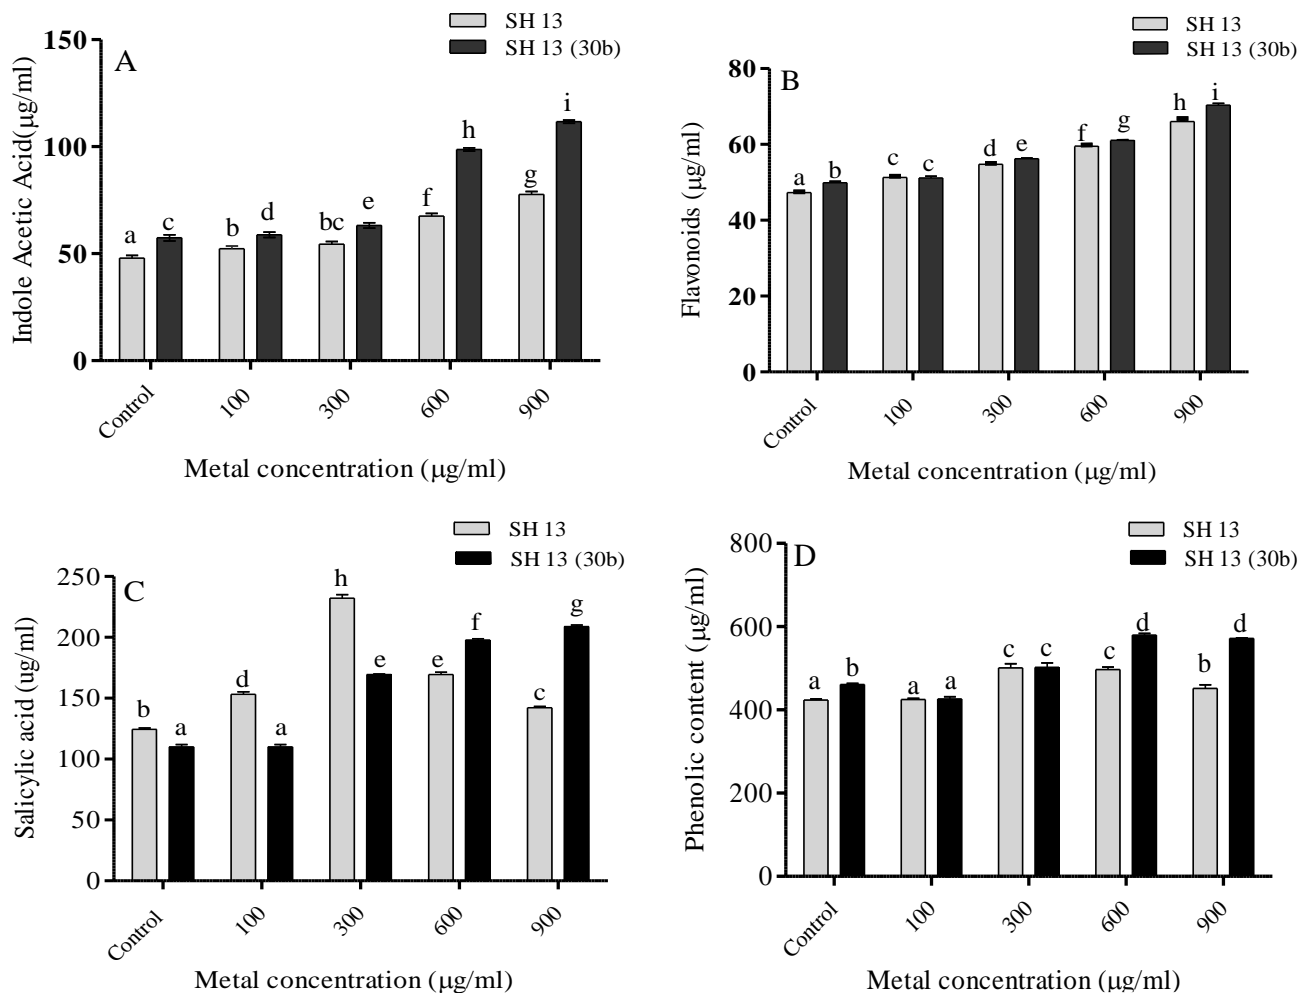 SH 13
SH 13 (30b)
A
Indole Acetic Acid(µg/ml)
150
100
50
0
a
c
b
d
bc
e
f
h
g
i
Control
100
300
600
900
Metal concentration (µg/ml)
SH 13
SH 13 (30b)
B
Flavonoids (µg/ml)
80
60
40
20
0
a
b
c
c
d
e
f
g
h
i
Control
100
300
600
900
Metal concentration (µg/ml)
SH 13
SH 13 (30b)
C
Salicylic acid (ug/ml)
250
200
150
100
50
0
b
a
d
a
h
e
e
f
c
g
Control
100
300
600
900
Metal concentration (µg/ml)
SH 13
SH 13 (30b)
D
Phenolic content (µg/ml)
800
600
400
200
0
a
b
a
a
c
c
c
d
b
d
Control
100
300
600
900
Metal concentration (µg/ml)